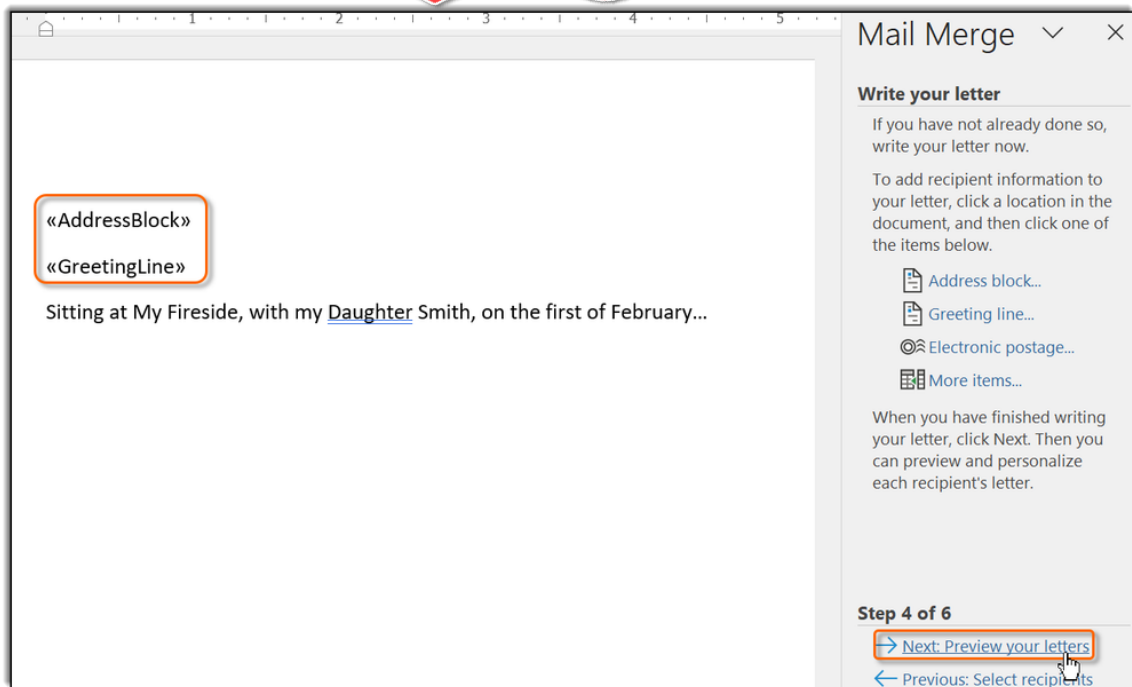 1 2 3 4 5
Mail Merge
Write your letter
If you have not already done so,
write your letter now.
To add recipient information to
your letter, click a location in the
document, and then click one of
the items below.
Address block...
Greeting line...
Electronic postage...
More items...
When you have finished writing
your letter, click Next. Then you
can preview and personalize
each recipient's letter.
Step 4 of 6
Next: Preview your letters
Previous: Select recipients
«AddressBlock»
«GreetingLine»
Sitting at My Fireside, with my Daughter Smith, on the first of February...